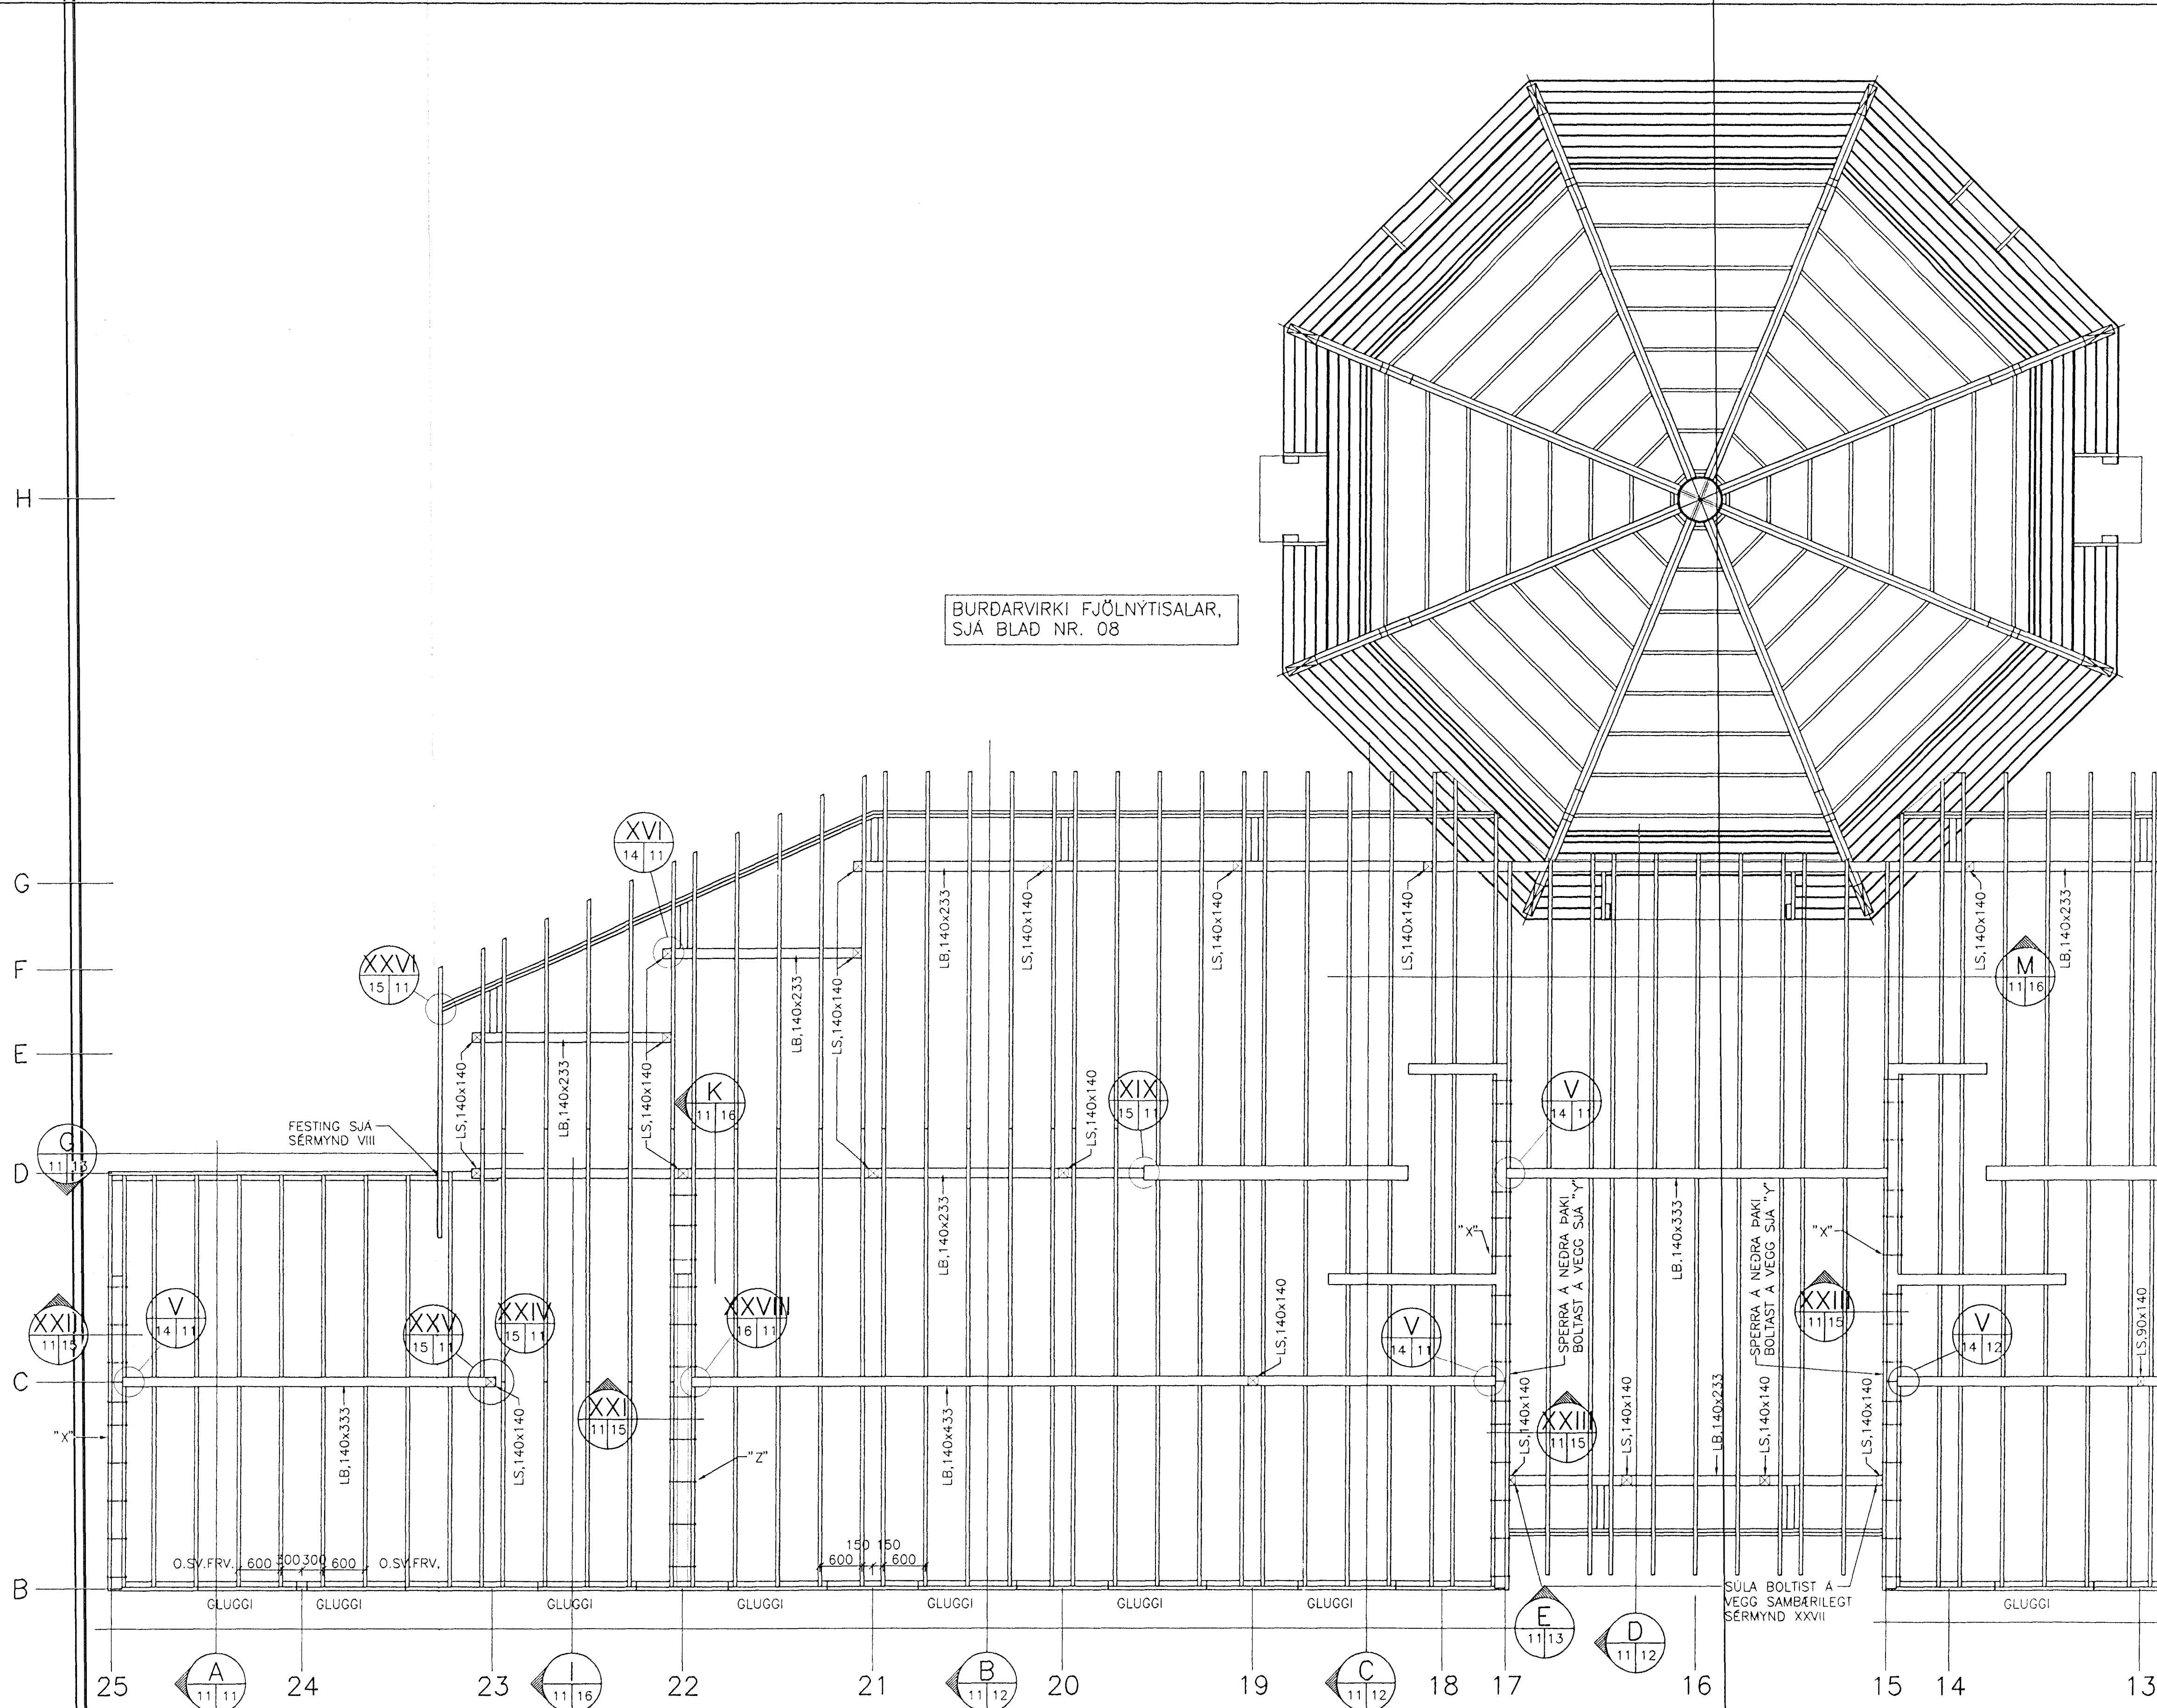 H
BURÐARVIRKI FJÖLNÝTISALAR,
SJÁ BLAÐ NR. 08
XVI
14 11
G
LB,140x233
LS,140x140
LS,140x140
LS,140x140
LS,140x140
LB,140x233
XXVI
15 11
F
LB,140x233
LS,140x140
M
11 16
E
LS,140x140
LB,140x233
LS,140x140
K
11 16
XIX
15 11
LS,140x140
V
14 11
FESTING SJÁ
SÉRMYND VIII
G
11 13
D
LB,140x233
"X"
SPERRA Á NEÐRA ÞAKI
BOLTAST Á VEGG SJÁ "Y"
LB,140x333
SPERRA Á NEÐRA ÞAKI
BOLTAST Á VEGG SJÁ "Y"
"X"
XXII
11 15
V
14 11
XXV
15 11
XXIV
15 11
XXVIII
16 11
LS,140x140
V
14 11
XXIII
11 15
V
14 12
LS,90x140
C
"X"
LB,140x333
LS,140x140
XXI
11 15
"Z"
LB,140x433
LS,140x140
XXIII
11 15
LS,140x140
LB,140x233
LS,140x140
LS,140x140
O.SV.FRV. 600 300 300 600 O.SV.FRV.
150 150
600 600
B
GLUGGI GLUGGI GLUGGI GLUGGI GLUGGI GLUGGI GLUGGI GLUGGI
SÚLA BOLTIST Á
VEGG SAMBÆRILEGT
SÉRMYND XXVII
E
11 13
D
11 12
25 24 23 22 21 20 19 18 17 16 15 14 13
A
11 11
I
11 16
B
11 12
C
11 12